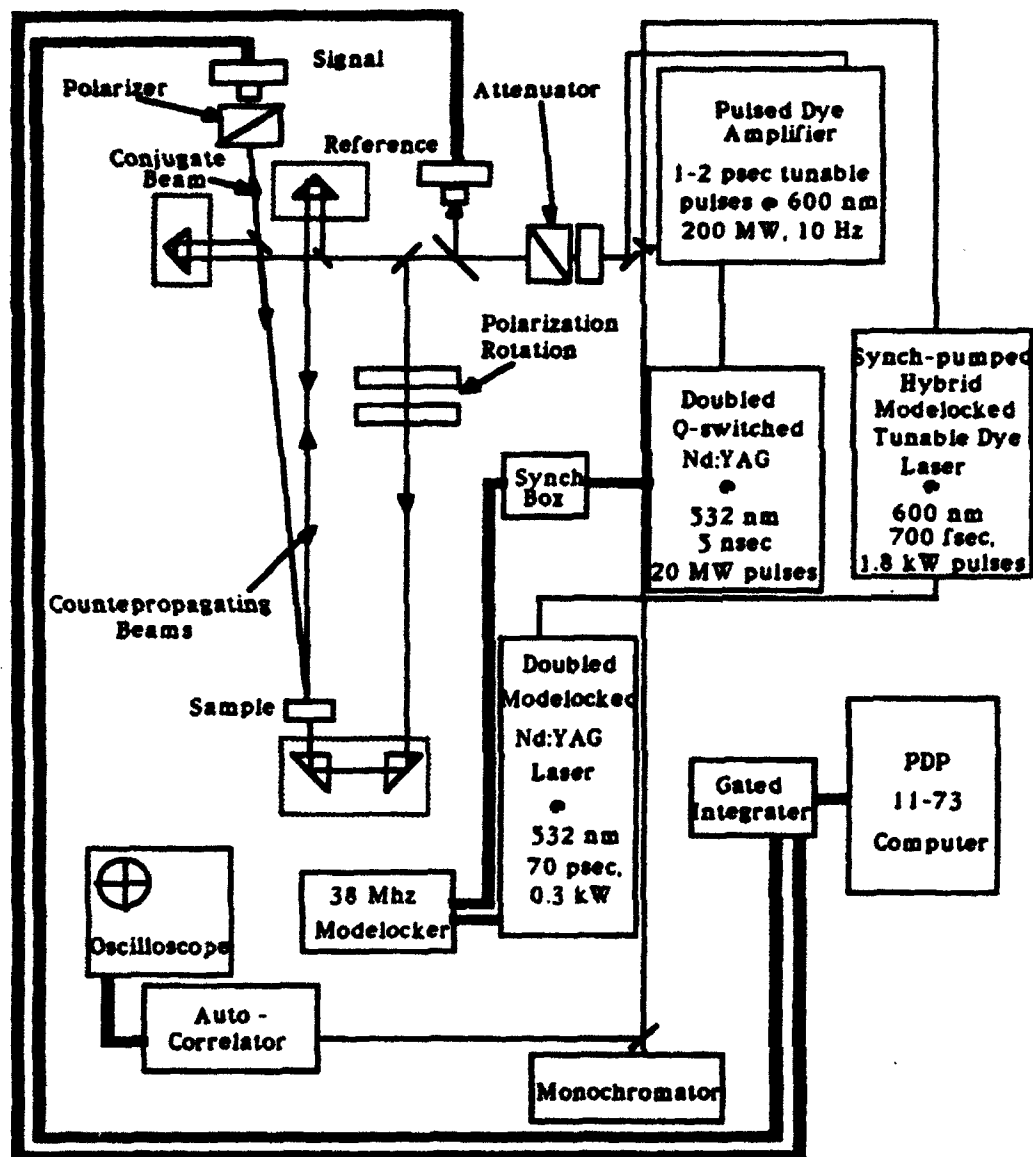 Signal
Polarizer
Attenuator
Pulsed Dye
Amplifier
1-2 psec tunable
pulses @ 600 nm
200 MW, 10 Hz
Reference
Conjugate
Beam
Polarization
Rotation
Synch-pumped
Hybrid
Modelocked
Tunable Dye
Laser
@
600 nm
700 fsec,
1.8 kW pulses
Doubled
Q-switched
Nd:YAG
@
532 nm
5 nsec
20 MW pulses
Synch
Box
Countepropagating
Beams
Sample
Doubled
Modelocked
Nd:YAG
Laser
@
532 nm
70 psec,
0.3 kW
Gated
Integrater
PDP
11-73
Computer
38 Mhz
Modelocker
Oscilloscope
Auto -
Correlator
Monochromator